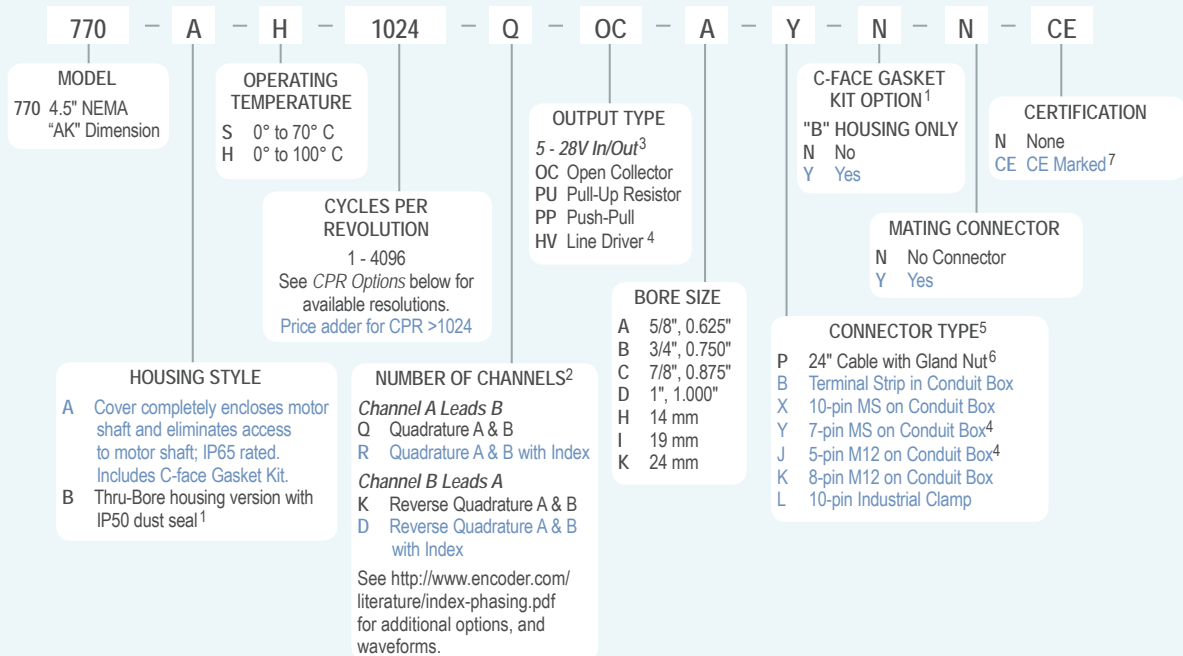 770 – A – H – 1024 – Q – OC – A – Y – N – N – CE
MODEL
770 4.5" NEMA
"AK" Dimension
OPERATING
TEMPERATURE
S 0° to 70° C
H 0° to 100° C
OUTPUT TYPE
5 - 28V In/Out3
OC Open Collector
PU Pull-Up Resistor
PP Push-Pull
HV Line Driver 4
C-FACE GASKET
KIT OPTION1
"B" HOUSING ONLY
N No
Y Yes
CERTIFICATION
N None
CE CE Marked7
CYCLES PER
REVOLUTION
1 - 4096
See CPR Options below for
available resolutions.
Price adder for CPR >1024
MATING CONNECTOR
N No Connector
Y Yes
BORE SIZE
A 5/8", 0.625"
B 3/4", 0.750"
C 7/8", 0.875"
D 1", 1.000"
H 14 mm
I 19 mm
K 24 mm
CONNECTOR TYPE5
P 24" Cable with Gland Nut6
B Terminal Strip in Conduit Box
X 10-pin MS on Conduit Box
Y 7-pin MS on Conduit Box4
J 5-pin M12 on Conduit Box4
K 8-pin M12 on Conduit Box
L 10-pin Industrial Clamp
HOUSING STYLE
A Cover completely encloses motor
shaft and eliminates access
to motor shaft; IP65 rated.
Includes C-face Gasket Kit.
B Thru-Bore housing version with
IP50 dust seal1
NUMBER OF CHANNELS2
Channel A Leads B
Q Quadrature A & B
R Quadrature A & B with Index
Channel B Leads A
K Reverse Quadrature A & B
D Reverse Quadrature A & B
with Index
See http://www.encoder.com/
literature/index-phasing.pdf
for additional options, and
waveforms.